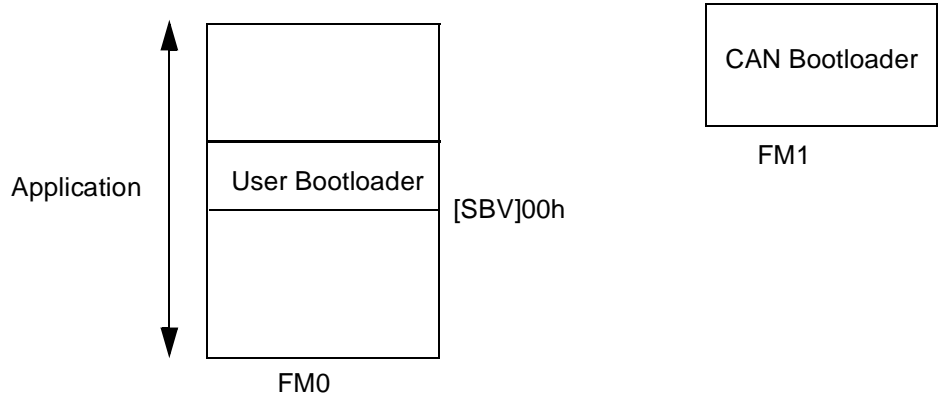 CAN Bootloader
FM1
Application
User Bootloader
[SBV]00h
FM0